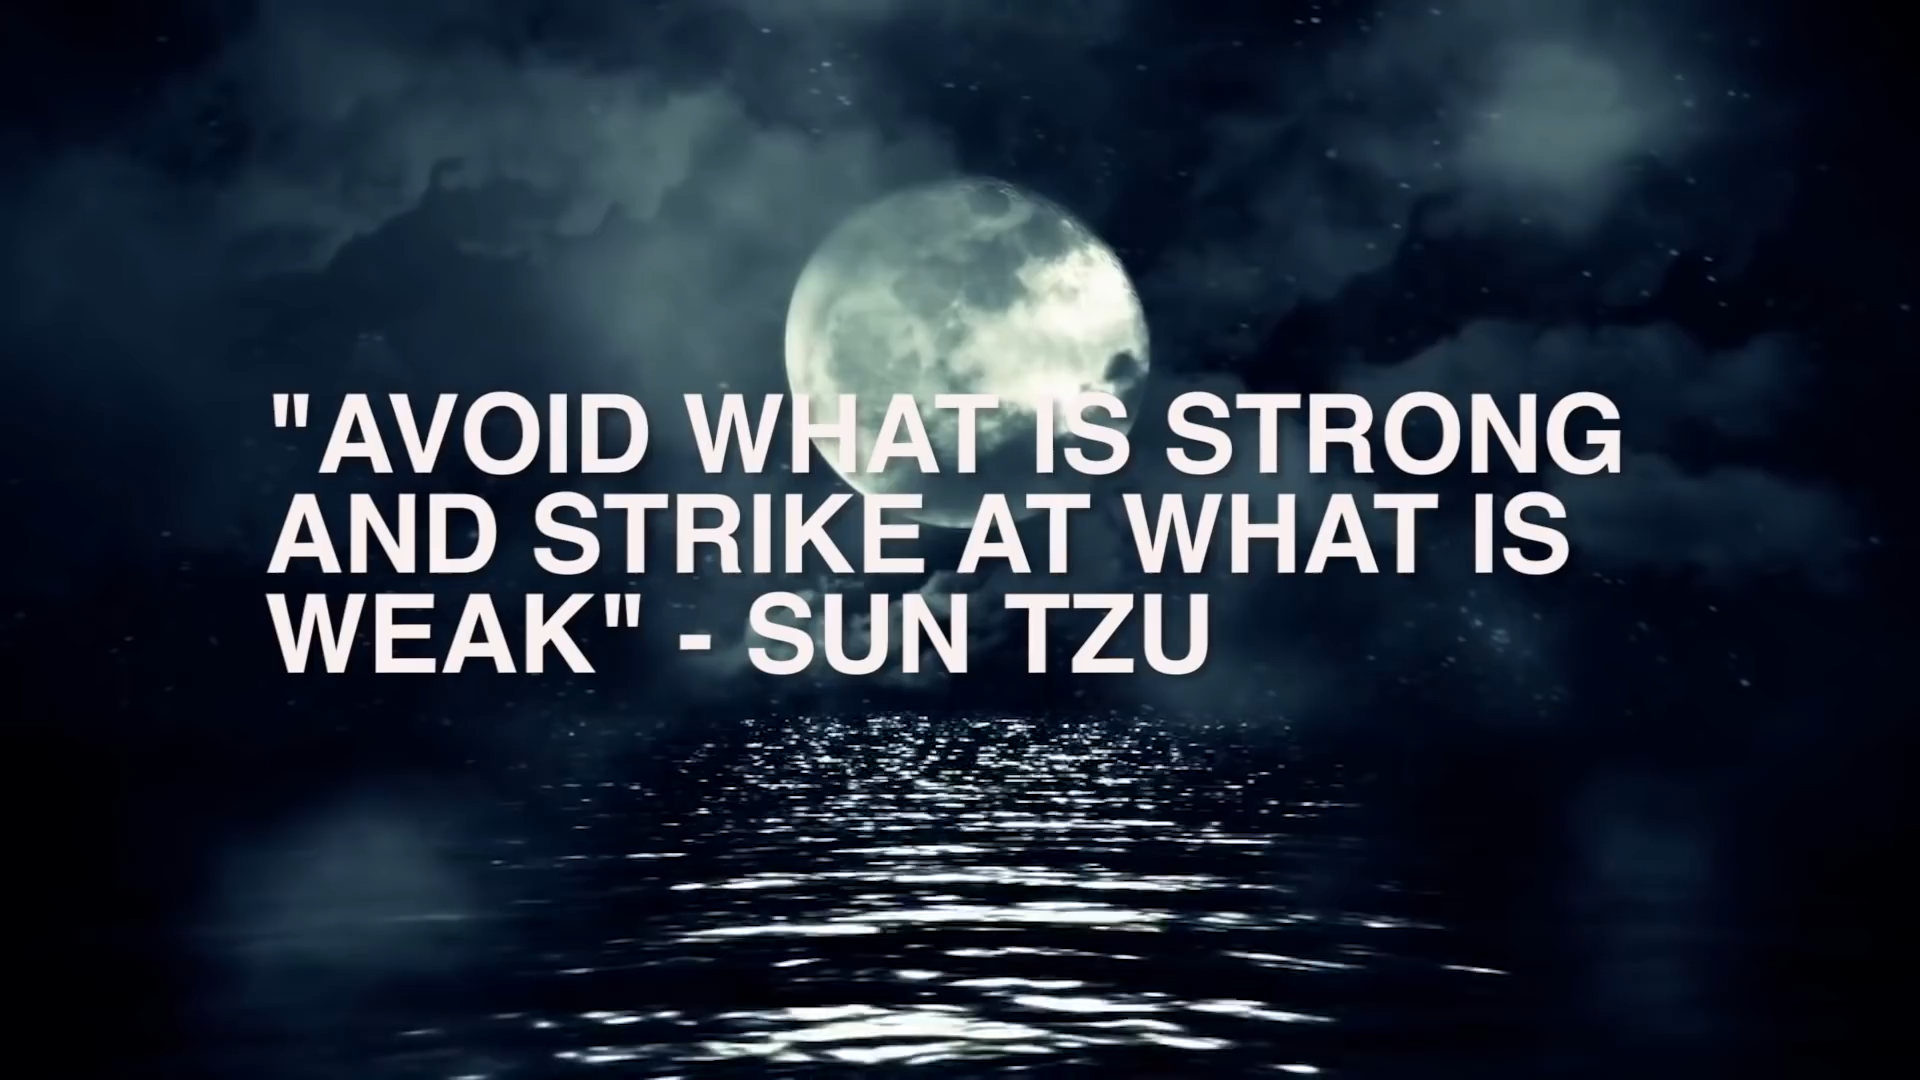 "AVOID WHAT IS STRONG
AND STRIKE AT WHAT IS
WEAK" - SUN TZU